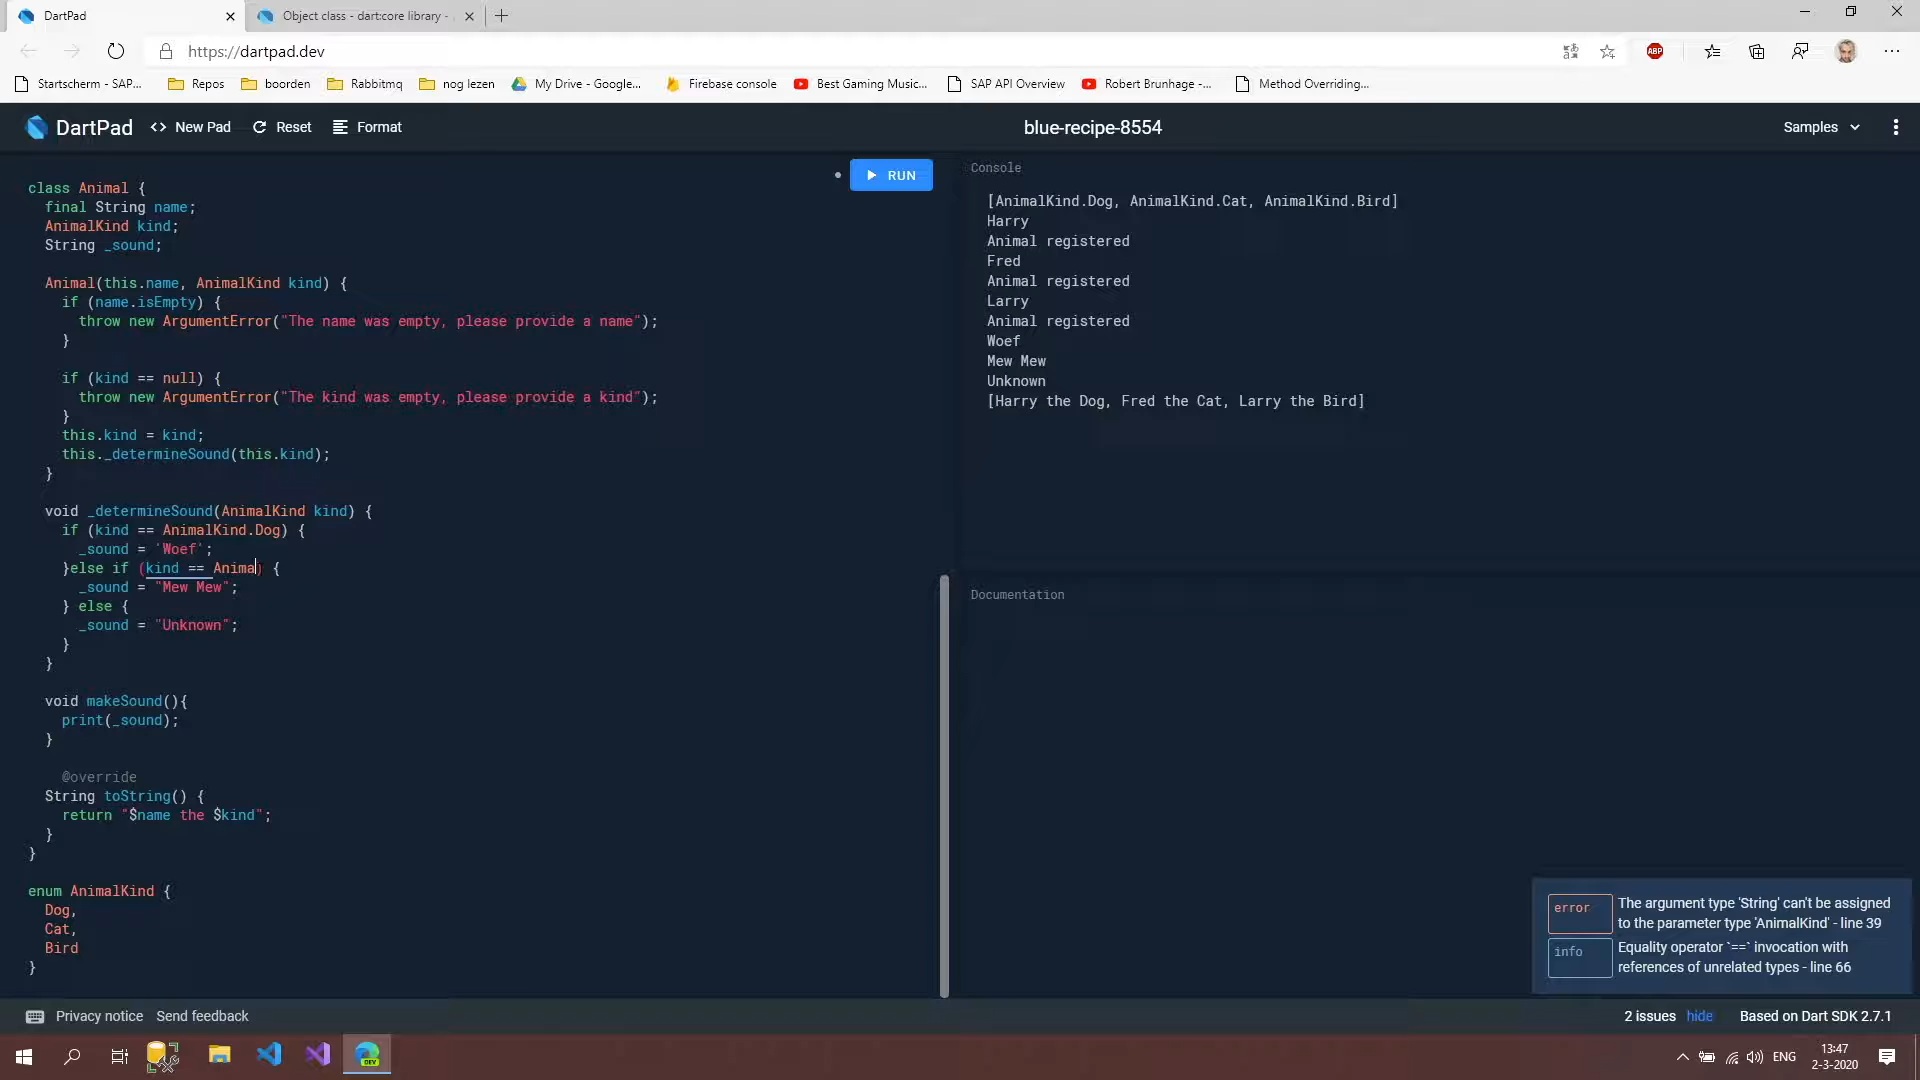 DartPad
Object class - dart:core library -
https://dartpad.dev
ABP
Startscherm - SAP...
Repos
boorden
Rabbitmq
nog lezen
My Drive - Google...
Firebase console
Best Gaming Music...
SAP API Overview
Robert Brunhage -...
Method Overriding...
DartPad
<> New Pad
Reset
Format
blue-recipe-8554
Samples
RUN
class Animal {
final String name;
AnimalKind kind;
String _sound;
Animal(this.name, AnimalKind kind) {
if (name.isEmpty) {
throw new ArgumentError("The name was empty, please provide a name");
}
if (kind == null) {
throw new ArgumentError("The kind was empty, please provide a kind");
}
this.kind = kind;
this._determineSound(this.kind);
}
void _determineSound(AnimalKind kind) {
if (kind == AnimalKind.Dog) {
_sound = 'Woef';
}else if (kind == Anima) {
_sound = "Mew Mew";
} else {
_sound = "Unknown";
}
}
void makeSound(){
print(_sound);
}
@override
String toString() {
return "$name the $kind";
}
}
enum AnimalKind {
Dog,
Cat,
Bird
}
Console
[AnimalKind.Dog, AnimalKind.Cat, AnimalKind.Bird]
Harry
Animal registered
Fred
Animal registered
Larry
Animal registered
Woef
Mew Mew
Unknown
[Harry the Dog, Fred the Cat, Larry the Bird]
Documentation
error
The argument type 'String' can't be assigned
to the parameter type 'AnimalKind' - line 39
info
Equality operator `==` invocation with
references of unrelated types - line 66
Privacy notice
Send feedback
2 issues
hide
Based on Dart SDK 2.7.1
DEV
ENG
13:47
2-3-2020